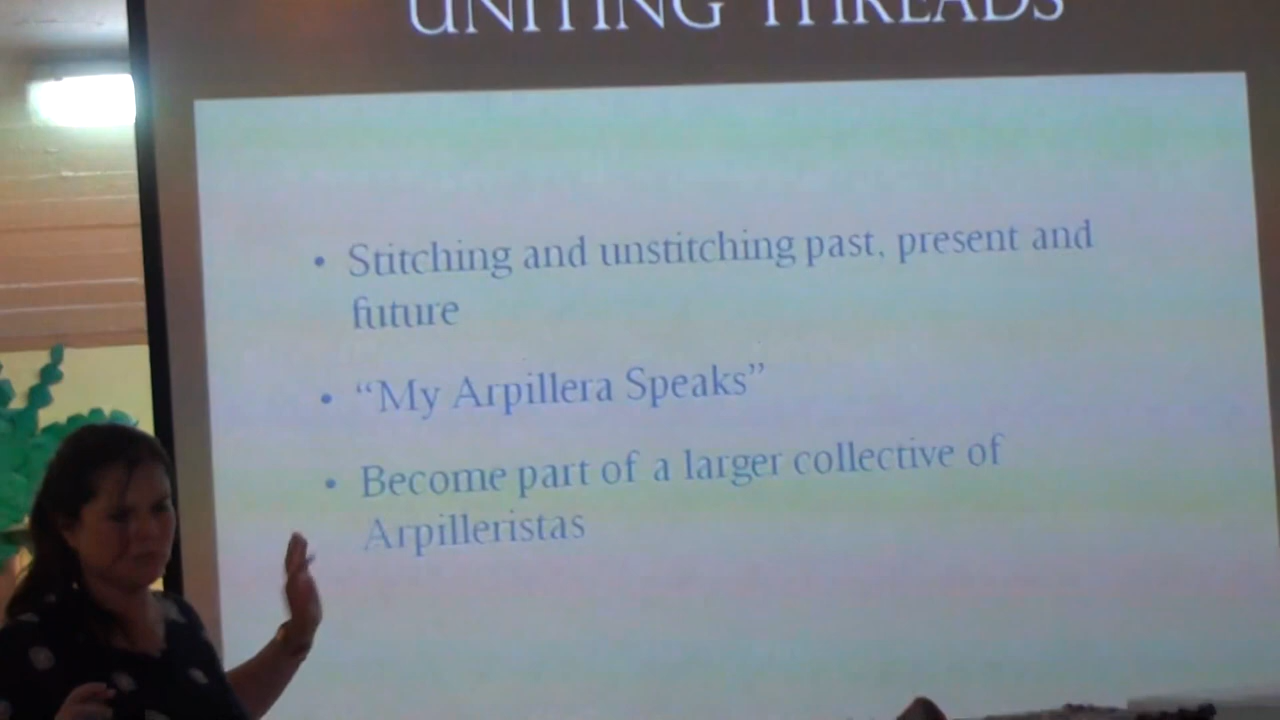 UNITING THREADS
• Stitching and unstitching past, present and
future
• “My Arpillera Speaks”
• Become part of a larger collective of
Arpilleristas